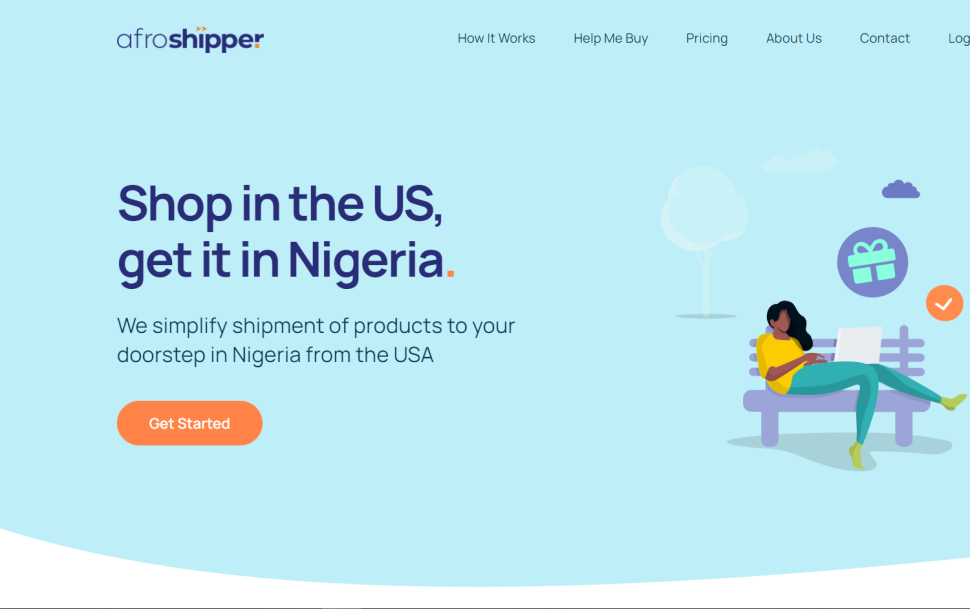 afroshipper
How It Works
Help Me Buy
Pricing
About Us
Contact
Log
Shop in the US,
get it in Nigeria.
We simplify shipment of products to your
doorstep in Nigeria from the USA
Get Started